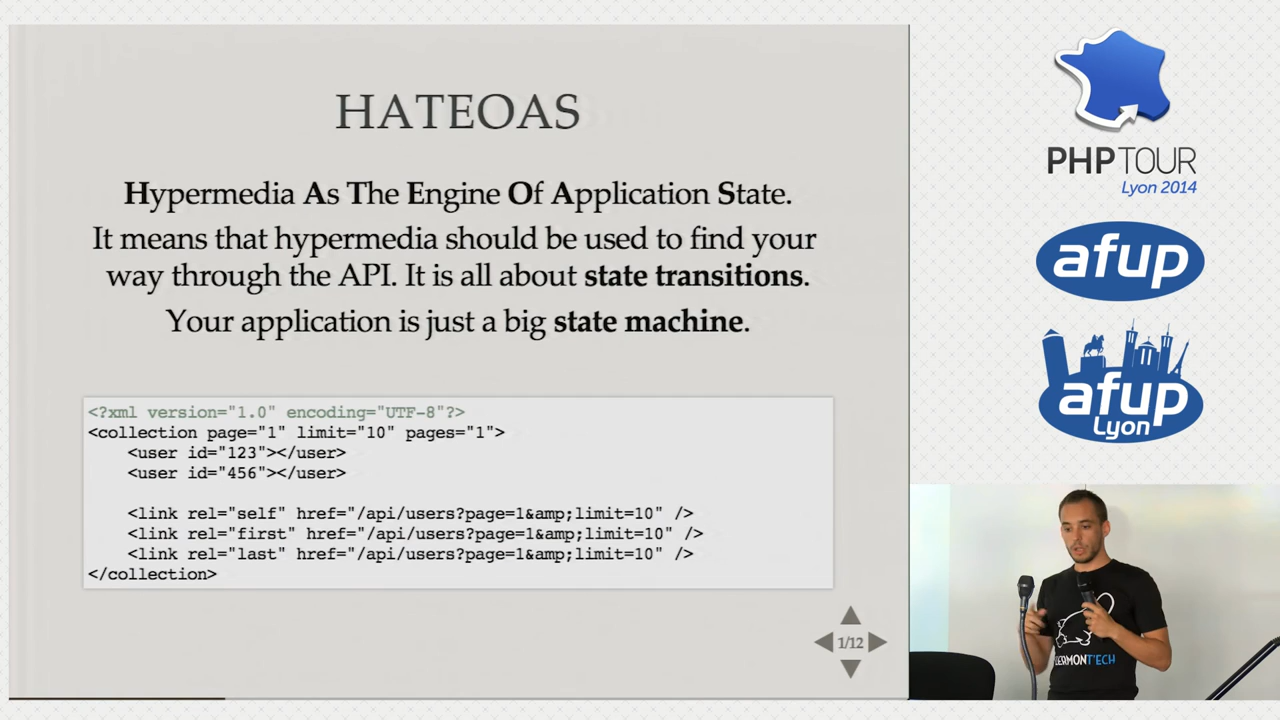 HATEOAS
Hypermedia As The Engine Of Application State.
It means that hypermedia should be used to find your
way through the API. It is all about state transitions.
Your application is just a big state machine.
<?xml version="1.0" encoding="UTF-8"?>
<collection page="1" limit="10" pages="1">
<user id="123"></user>
<user id="456"></user>
<link rel="self" href="/api/users?page=1&amp;limit=10" />
<link rel="first" href="/api/users?page=1&amp;limit=10" />
<link rel="last" href="/api/users?page=1&amp;limit=10" />
</collection>
1/12
PHP TOUR
Lyon 2014
afup
afup
Lyon
ERMONT'ECH